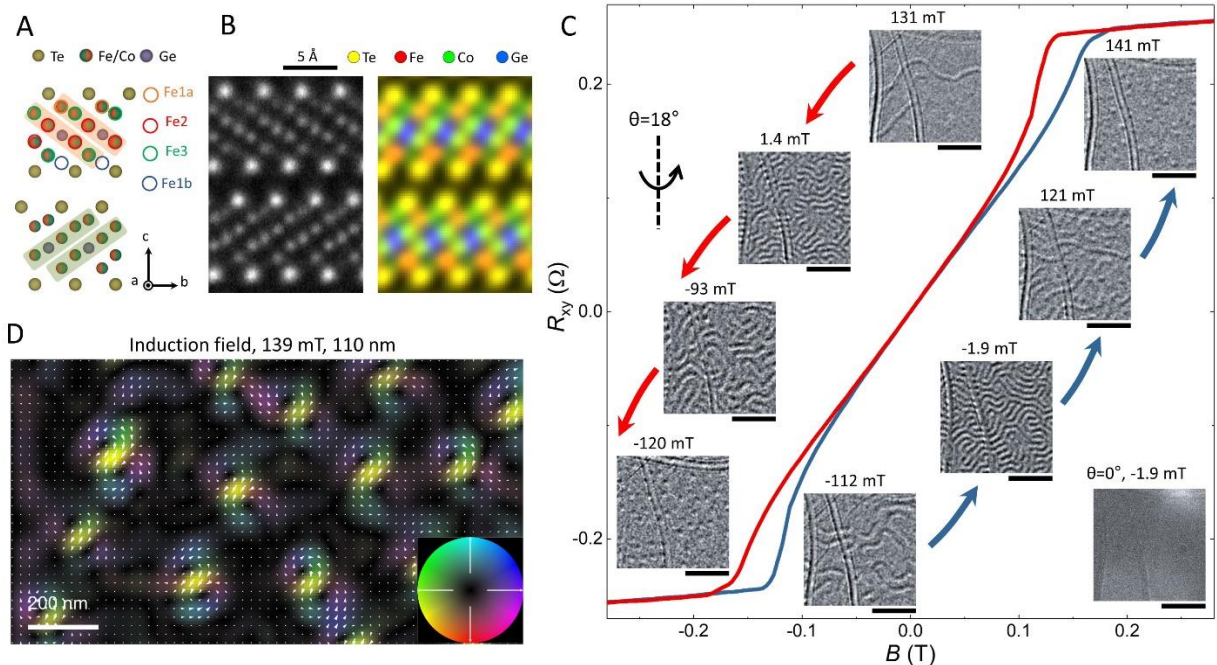 A
Te Fe/Co Ge
Fe1a
Fe2
Fe3
Fe1b
c
a
b
B
5 Å
Te Fe Co Ge
C
0.2
0.0
-0.2
Rxy (Ω)
-0.2 -0.1 0.0 0.1 0.2
B (T)
θ=18°
131 mT
1.4 mT
-93 mT
-120 mT
141 mT
121 mT
-1.9 mT
-112 mT
θ=0°, -1.9 mT
D
Induction field, 139 mT, 110 nm
200 nm